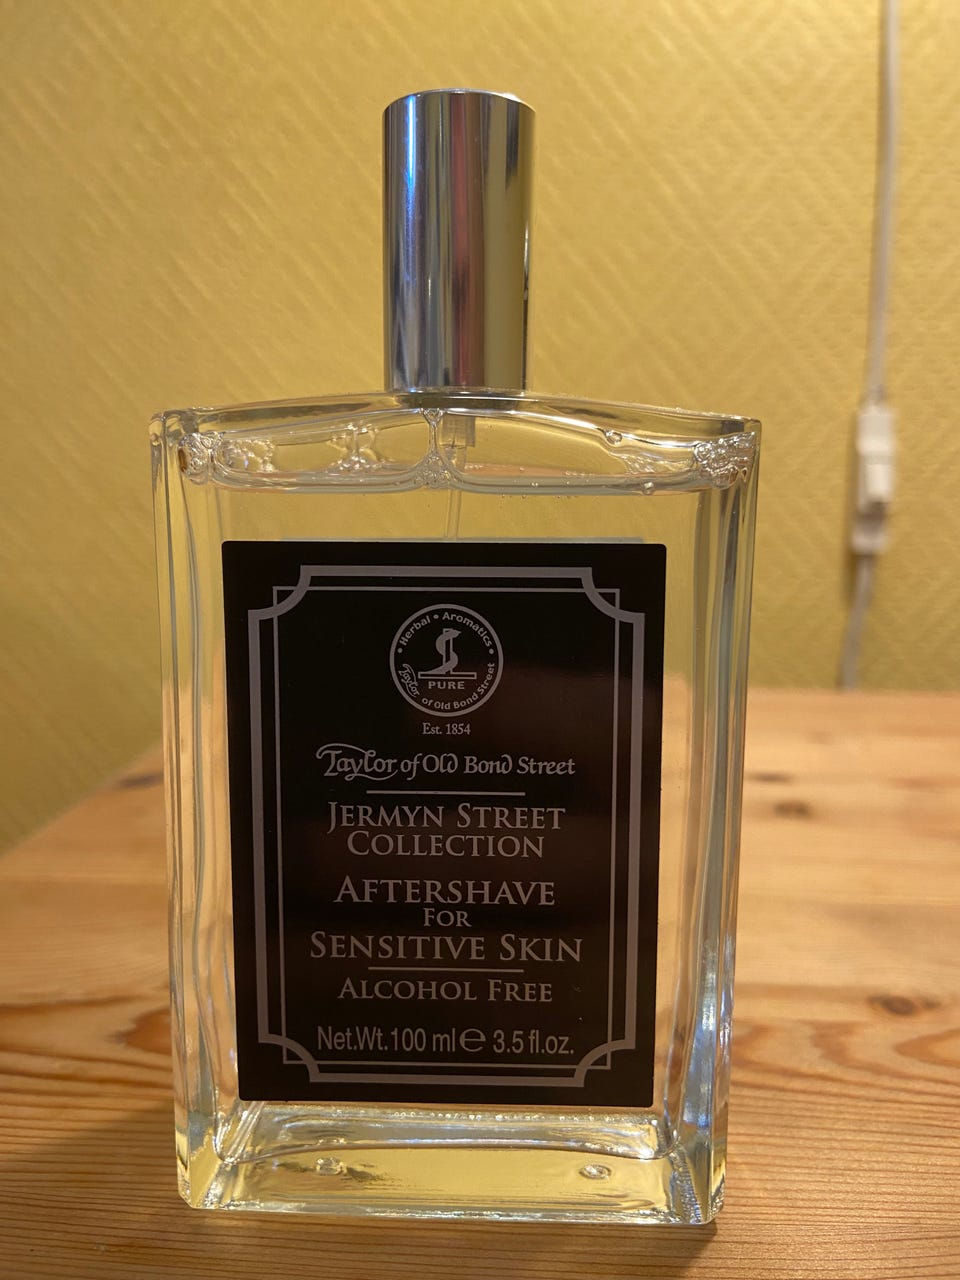 Herbal • Aromatics
PURE
Taylor of Old Bond Street
Est. 1854
Taylor of Old Bond Street
JERMYN STREET
COLLECTION
AFTERSHAVE
FOR
SENSITIVE SKIN
ALCOHOL FREE
Net.Wt. 100 ml ℮ 3.5 fl.oz.